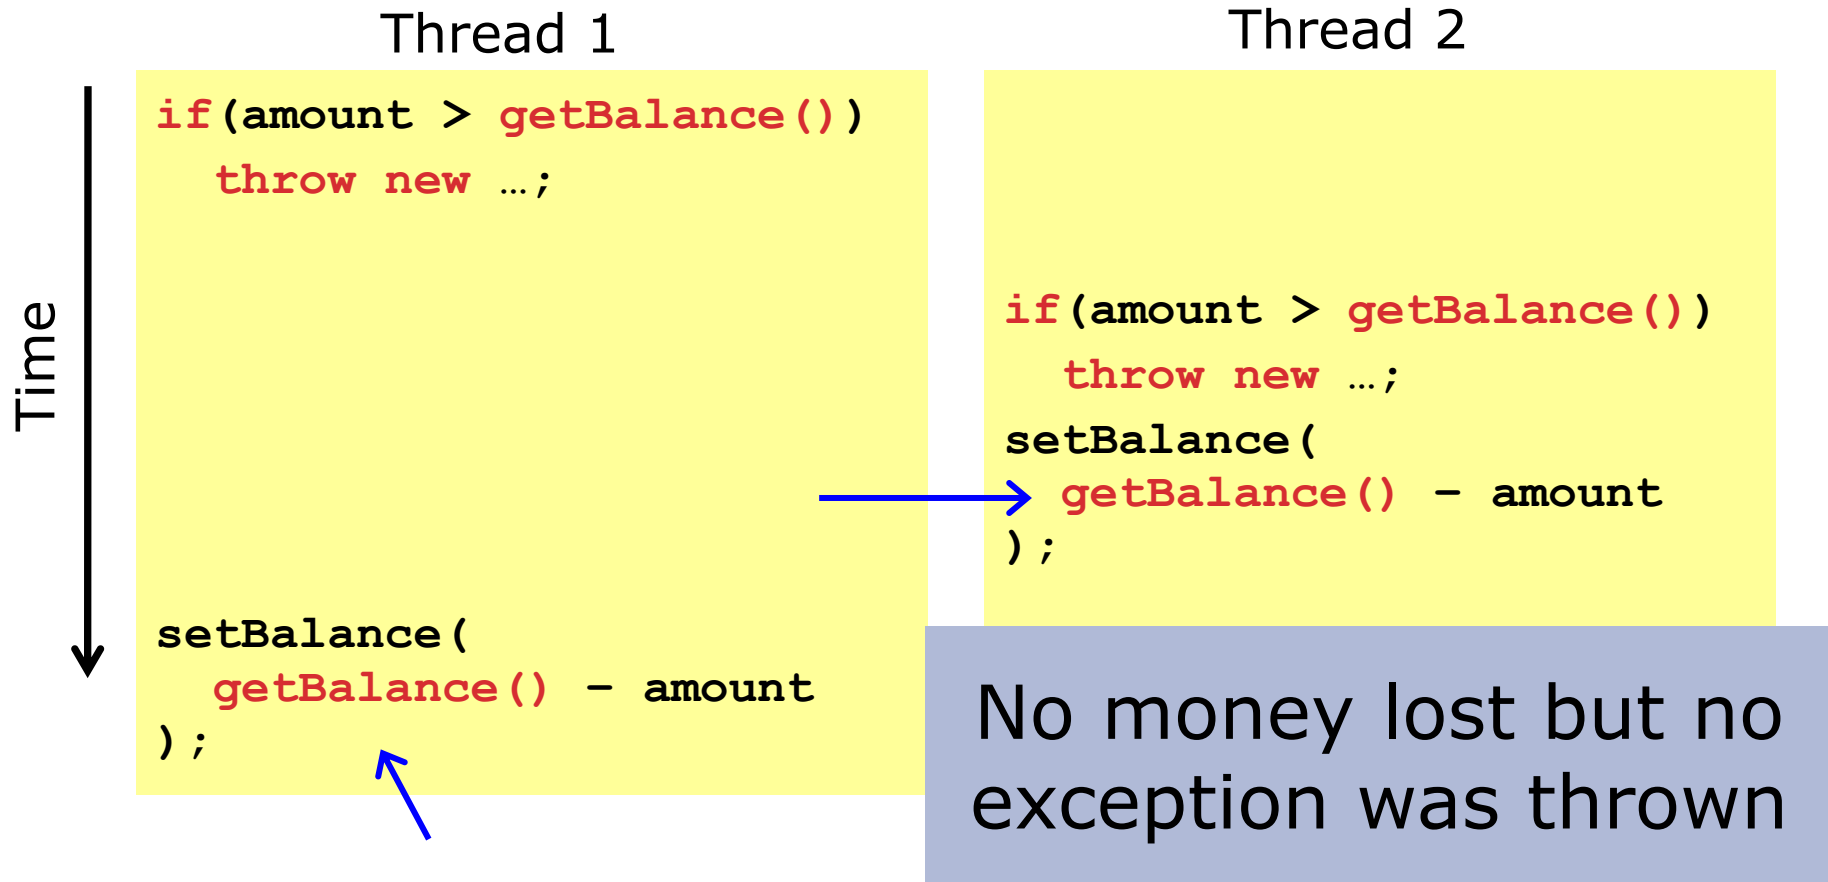 Thread 1
Thread 2
Time
if(amount > getBalance())
throw new …;
setBalance(
getBalance() – amount
);
if(amount > getBalance())
throw new …;
setBalance(
getBalance() – amount
);
No money lost but no
exception was thrown